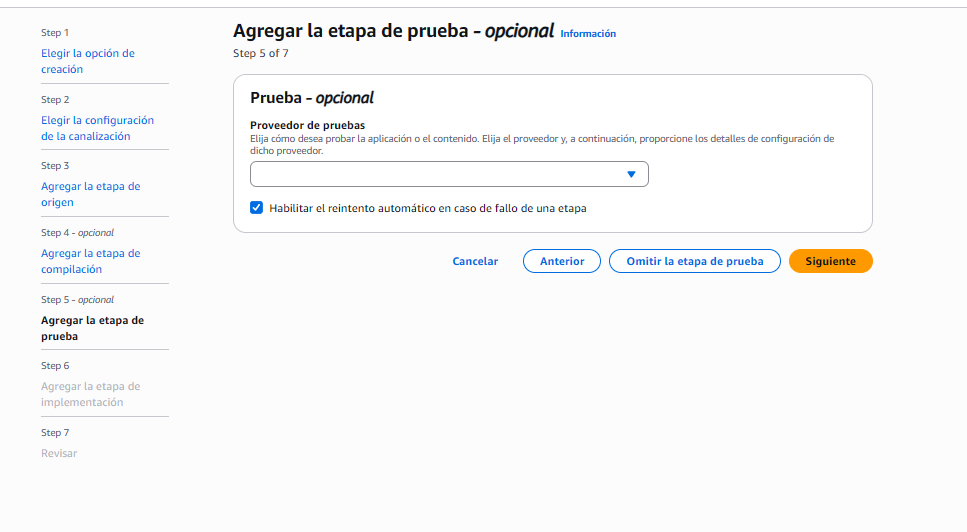 Step 1
Elegir la opción de
creación
Step 2
Elegir la configuración
de la canalización
Step 3
Agregar la etapa de
origen
Step 4 - opcional
Agregar la etapa de
compilación
Step 5 - opcional
Agregar la etapa de
prueba
Step 6
Agregar la etapa de
implementación
Step 7
Revisar
Agregar la etapa de prueba - opcional Información
Step 5 of 7
Prueba - opcional
Proveedor de pruebas
Elija cómo desea probar la aplicación o el contenido. Elija el proveedor y, a continuación, proporcione los detalles de configuración de
dicho proveedor.
Habilitar el reintento automático en caso de fallo de una etapa
Cancelar Anterior Omitir la etapa de prueba Siguiente